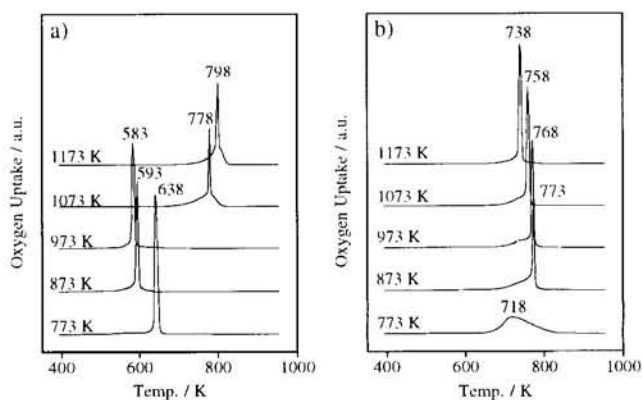 a)
Oxygen Uptake / a.u.
798
778
583
593
638
1173 K
1073 K
973 K
873 K
773 K
400 600 800 1000
Temp. / K
b)
Oxygen Uptake / a.u.
738
758
768
773
718
1173 K
1073 K
973 K
873 K
773 K
400 600 800 1000
Temp. / K